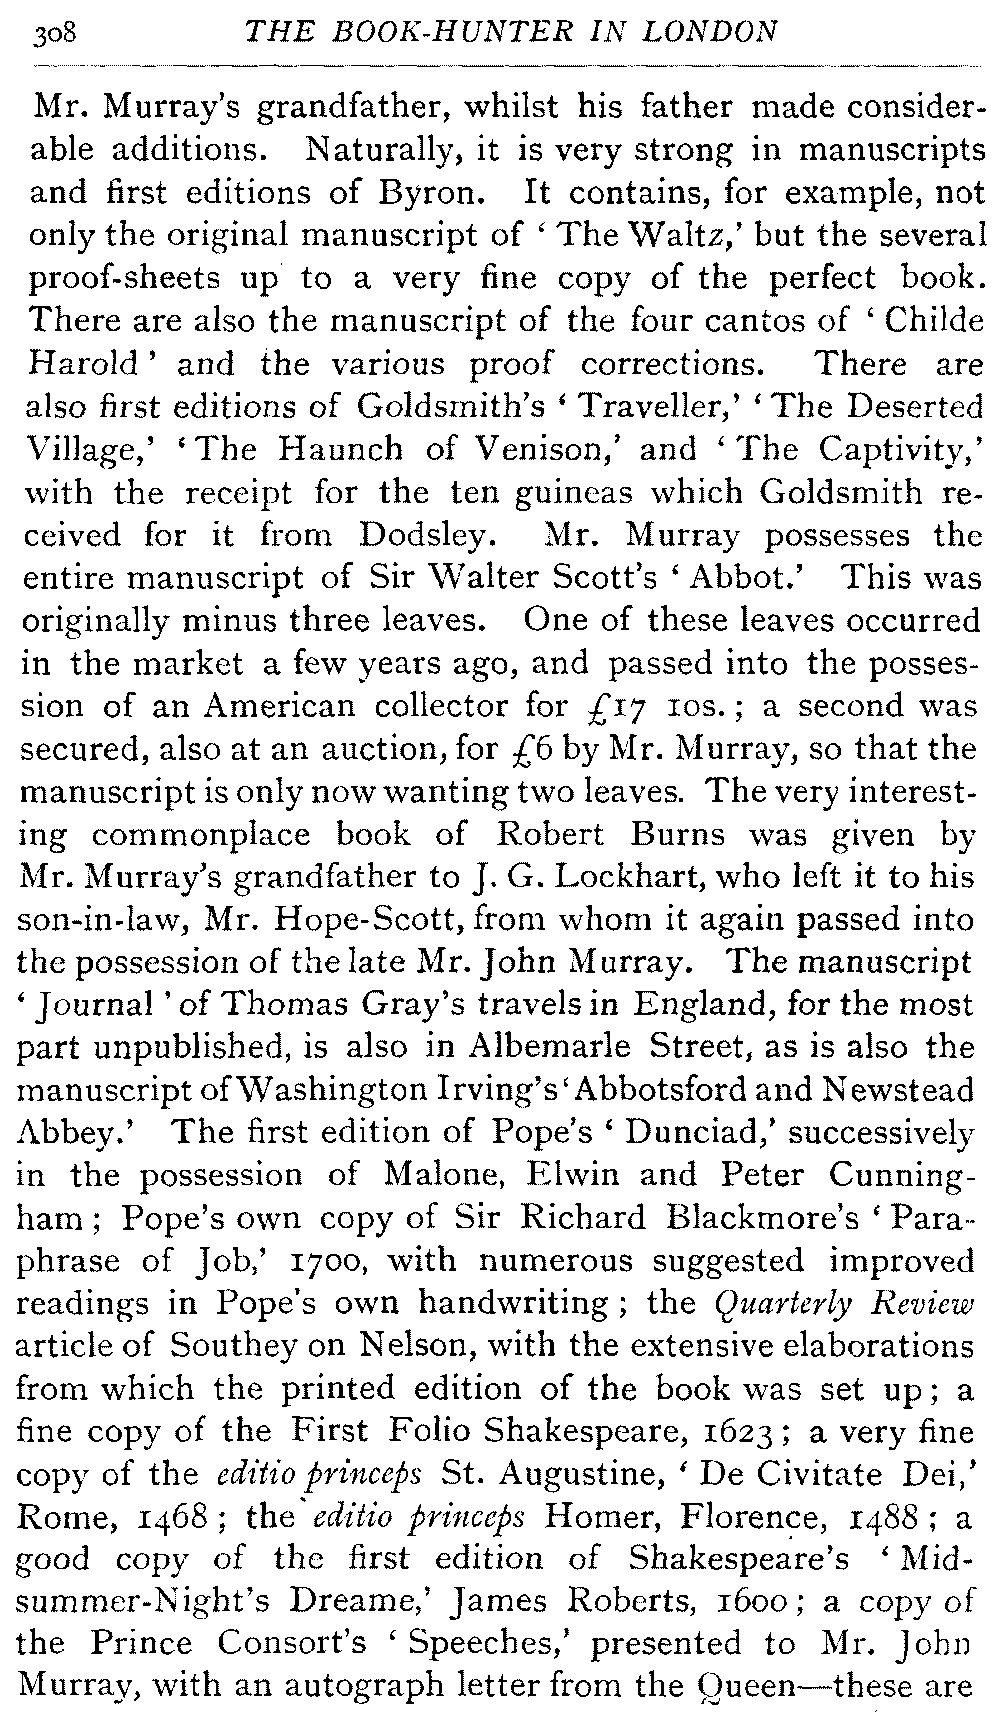 308 THE BOOK-HUNTER IN LONDON
Mr. Murray's grandfather, whilst his father made consider-
able additions. Naturally, it is very strong in manuscripts
and first editions of Byron. It contains, for example, not
only the original manuscript of ‘ The Waltz,’ but the several
proof-sheets up to a very fine copy of the perfect book.
There are also the manuscript of the four cantos of ‘ Childe
Harold ’ and the various proof corrections. There are
also first editions of Goldsmith's ‘ Traveller,’ ‘ The Deserted
Village,’ ‘ The Haunch of Venison,’ and ‘ The Captivity,’
with the receipt for the ten guineas which Goldsmith re-
ceived for it from Dodsley. Mr. Murray possesses the
entire manuscript of Sir Walter Scott's ‘ Abbot.’ This was
originally minus three leaves. One of these leaves occurred
in the market a few years ago, and passed into the posses-
sion of an American collector for £17 10s. ; a second was
secured, also at an auction, for £6 by Mr. Murray, so that the
manuscript is only now wanting two leaves. The very interest-
ing commonplace book of Robert Burns was given by
Mr. Murray's grandfather to J. G. Lockhart, who left it to his
son-in-law, Mr. Hope-Scott, from whom it again passed into
the possession of the late Mr. John Murray. The manuscript
‘ Journal ’ of Thomas Gray's travels in England, for the most
part unpublished, is also in Albemarle Street, as is also the
manuscript of Washington Irving's ‘ Abbotsford and Newstead
Abbey.’ The first edition of Pope's ‘ Dunciad,’ successively
in the possession of Malone, Elwin and Peter Cunning-
ham ; Pope's own copy of Sir Richard Blackmore's ‘ Para-
phrase of Job,’ 1700, with numerous suggested improved
readings in Pope's own handwriting ; the Quarterly Review
article of Southey on Nelson, with the extensive elaborations
from which the printed edition of the book was set up ; a
fine copy of the First Folio Shakespeare, 1623 ; a very fine
copy of the editio princeps St. Augustine, ‘ De Civitate Dei,’
Rome, 1468 ; the editio princeps Homer, Florence, 1488 ; a
good copy of the first edition of Shakespeare's ‘ Mid-
summer-Night's Dreame,’ James Roberts, 1600 ; a copy of
the Prince Consort's ‘ Speeches,’ presented to Mr. John
Murray, with an autograph letter from the Queen—these are